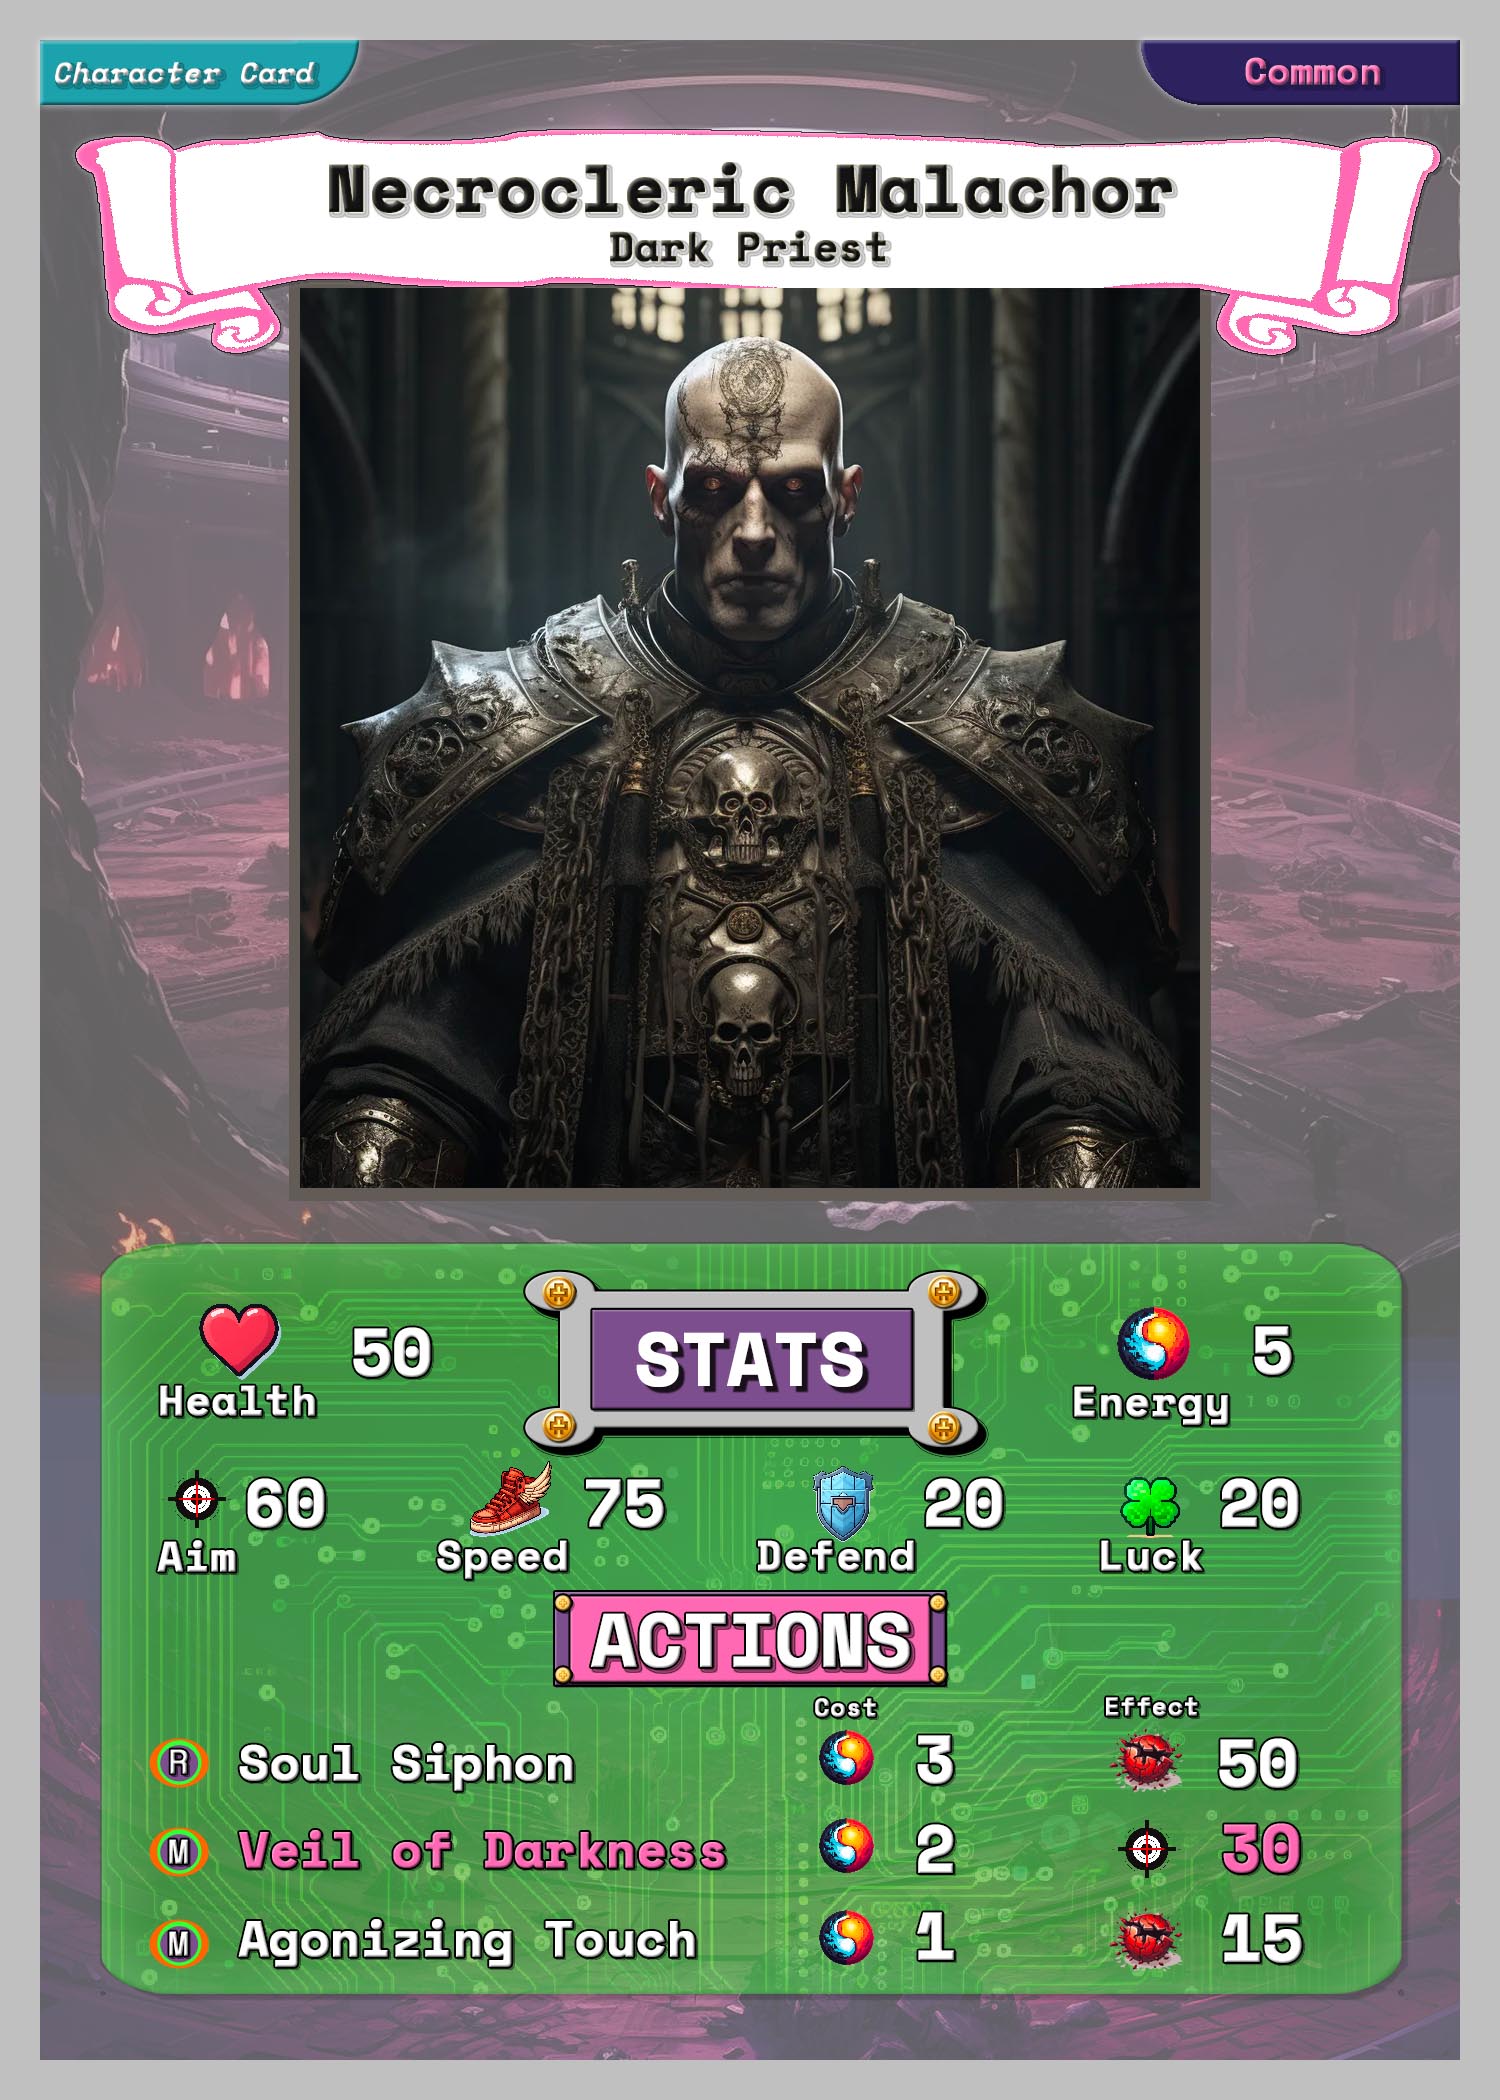 Character Card
Common
Necrocleric Malachor
Dark Priest
50
STATS
5
Health
Energy
60
75
20
20
Aim
Speed
Defend
Luck
ACTIONS
Cost
Effect
R Soul Siphon 3 50
M Veil of Darkness 2 30
M Agonizing Touch 1 15